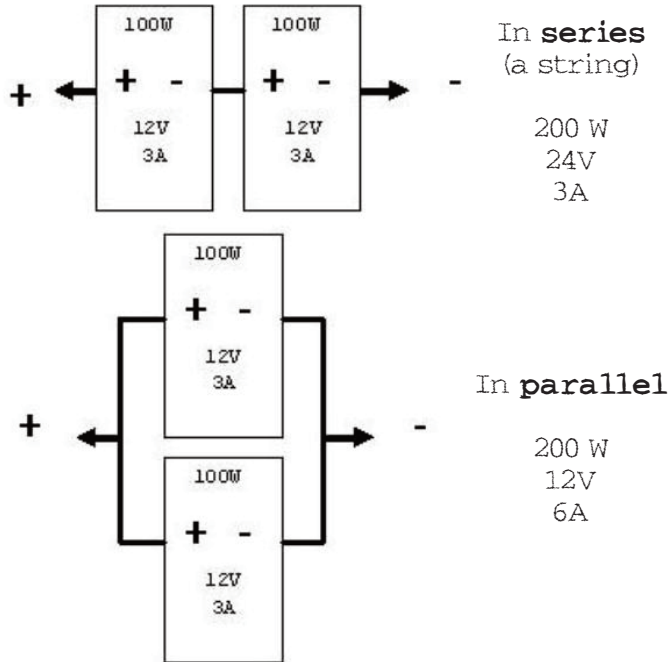 100W 100W
In series
(a string)
+ + - + - -
12V 12V
3A 3A
200 W
24V
3A
100W
+ -
12V
3A
In parallel
+ -
200 W
12V
6A
100W
+ -
12V
3A